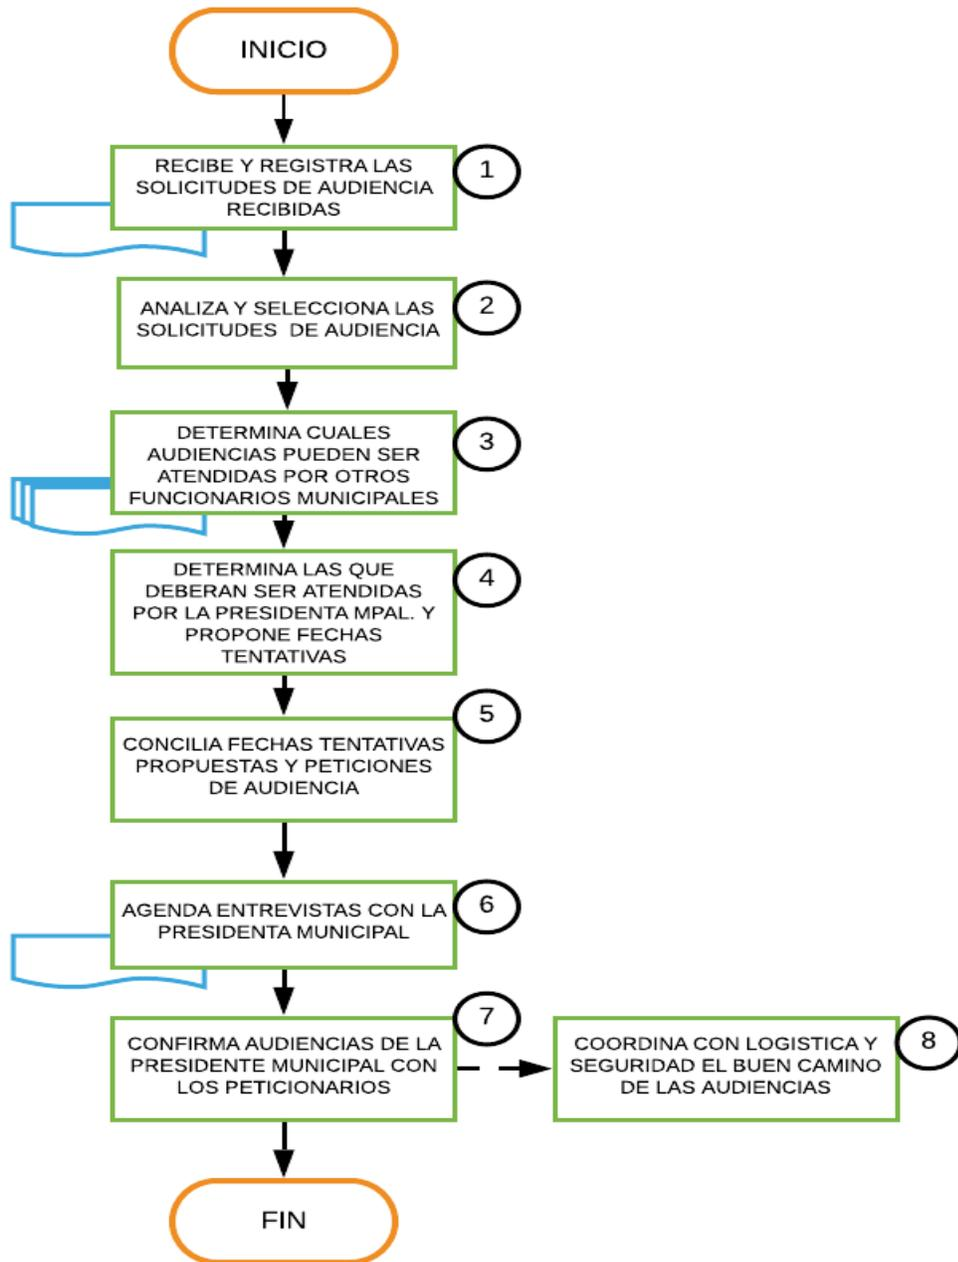 INICIO
RECIBE Y REGISTRA LAS
SOLICITUDES DE AUDIENCIA
RECIBIDAS
1
ANALIZA Y SELECCIONA LAS
SOLICITUDES DE AUDIENCIA
2
DETERMINA CUALES
AUDIENCIAS PUEDEN SER
ATENDIDAS POR OTROS
FUNCIONARIOS MUNICIPALES
3
DETERMINA LAS QUE
DEBERAN SER ATENDIDAS
POR LA PRESIDENTA MPAL. Y
PROPONE FECHAS
TENTATIVAS
4
CONCILIA FECHAS TENTATIVAS
PROPUESTAS Y PETICIONES
DE AUDIENCIA
5
AGENDA ENTREVISTAS CON LA
PRESIDENTA MUNICIPAL
6
CONFIRMA AUDIENCIAS DE LA
PRESIDENTE MUNICIPAL CON
LOS PETICIONARIOS
7
COORDINA CON LOGISTICA Y
SEGURIDAD EL BUEN CAMINO
DE LAS AUDIENCIAS
8
FIN